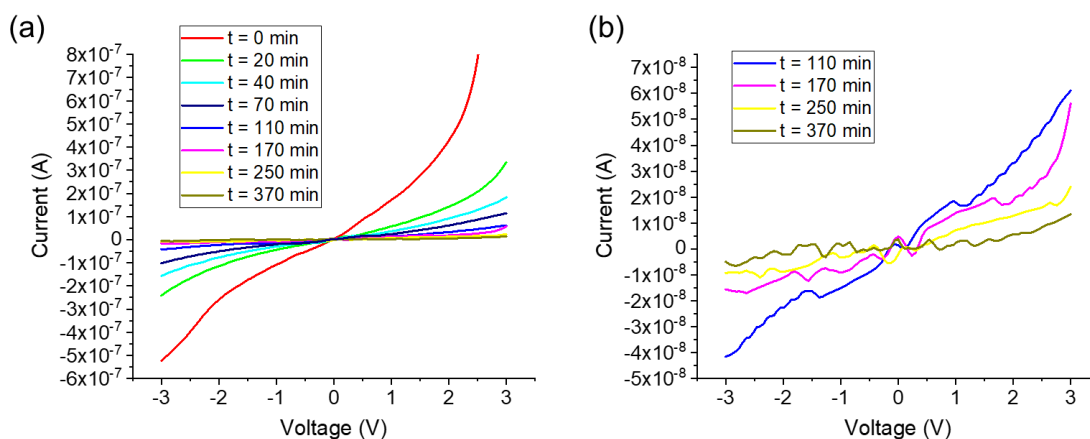 (a)
t = 0 min
t = 20 min
t = 40 min
t = 70 min
t = 110 min
t = 170 min
t = 250 min
t = 370 min
8x10-7
7x10-7
6x10-7
5x10-7
4x10-7
3x10-7
2x10-7
1x10-7
0
-1x10-7
-2x10-7
-3x10-7
-4x10-7
-5x10-7
-6x10-7
Current (A)
-3 -2 -1 0 1 2 3
Voltage (V)
(b)
t = 110 min
t = 170 min
t = 250 min
t = 370 min
7x10-8
6x10-8
5x10-8
4x10-8
3x10-8
2x10-8
1x10-8
0
-1x10-8
-2x10-8
-3x10-8
-4x10-8
-5x10-8
Current (A)
-3 -2 -1 0 1 2 3
Voltage (V)